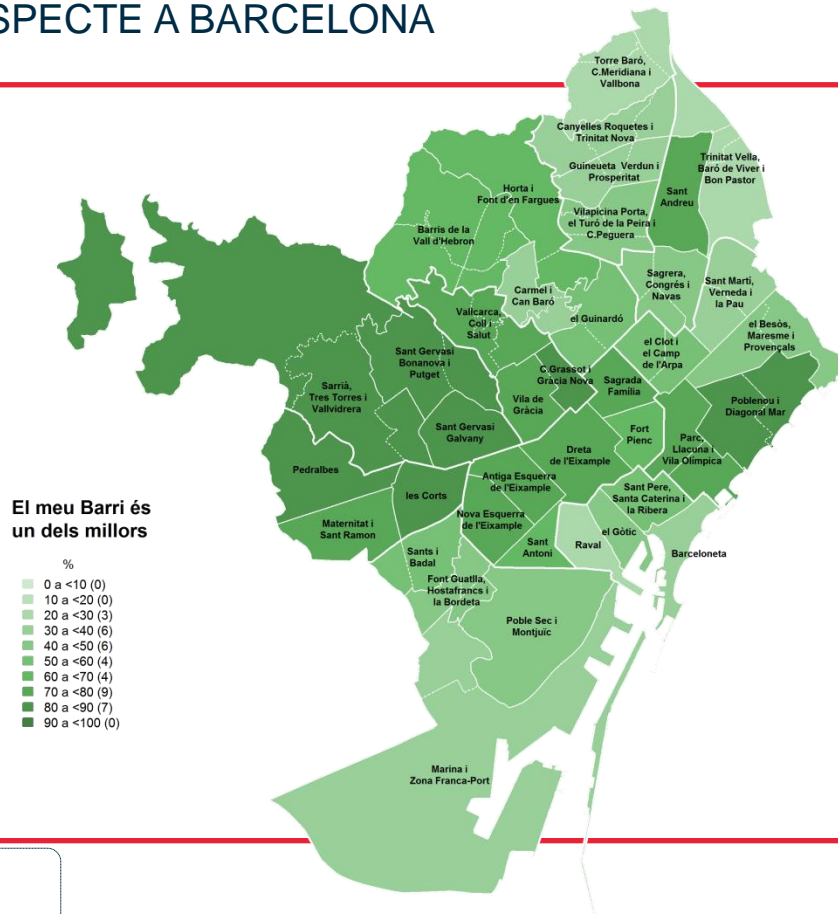 SPECTE A BARCELONA
Torre Baró,
C.Meridiana i
Vallbona
Canyelles Roquetes i
Trinitat Nova
Trinitat Vella,
Baró de Viver i
Bon Pastor
Guineueta Verdun i
Prosperitat
Sant
Andreu
Horta i
Font d'en Fargues
Vilapicina Porta,
el Turó de la Peira i
C.Peguera
Barris de la
Vall d'Hebron
Sagrera,
Congrés i
Navas
Sant Martí,
Verneda i
la Pau
Carmel i
Can Baró
Vallcarca,
Coll i
Salut
el Guinardó
el Besòs,
Maresme i
Provençals
el Clot i
el Camp
de l'Arpa
Sant Gervasi
Bonanova i
Putget
C.Grassot i
Gràcia Nova
Sagrada
Família
Sarrià,
Tres Torres i
Vallvidrera
Vila de
Gràcia
Poblenou i
Diagonal Mar
Sant Gervasi
Galvany
Fort
Pienc
Parc,
Llacuna i
Vila Olímpica
Dreta
de l'Eixample
Pedralbes
Antiga Esquerra
de l'Eixample
Sant Pere,
Santa Caterina i
la Ribera
les Corts
El meu Barri és
un dels millors
Maternitat i
Sant Ramon
Nova Esquerra
de l'Eixample
el Gòtic
Sant
Antoni
Raval
Barceloneta
Sants i
Badal
Font Guatlla,
Hostafrancs i
la Bordeta
Poble Sec i
Montjuïc
%
0 a <10 (0)
10 a <20 (0)
20 a <30 (3)
30 a <40 (6)
40 a <50 (6)
50 a <60 (4)
60 a <70 (4)
70 a <80 (9)
80 a <90 (7)
90 a <100 (0)
Marina i
Zona Franca-Port